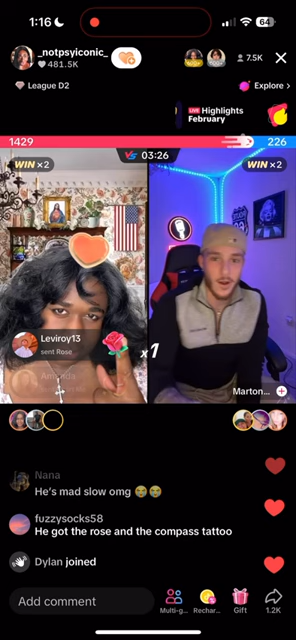 1:16
64
_notpsyiconic_
481.5K
7.5K
League D2
Explore >
LIVE Highlights
February
1429
VS 03:26
226
WIN ×2
WIN ×2
Leviroy13
sent Rose
x1
Amanda
Marton...
Nana
He's mad slow omg 😭😭
fuzzysocks58
He got the rose and the compass tattoo
Dylan joined
Add comment
Multi-g...
Rechar...
Gift
1.2K